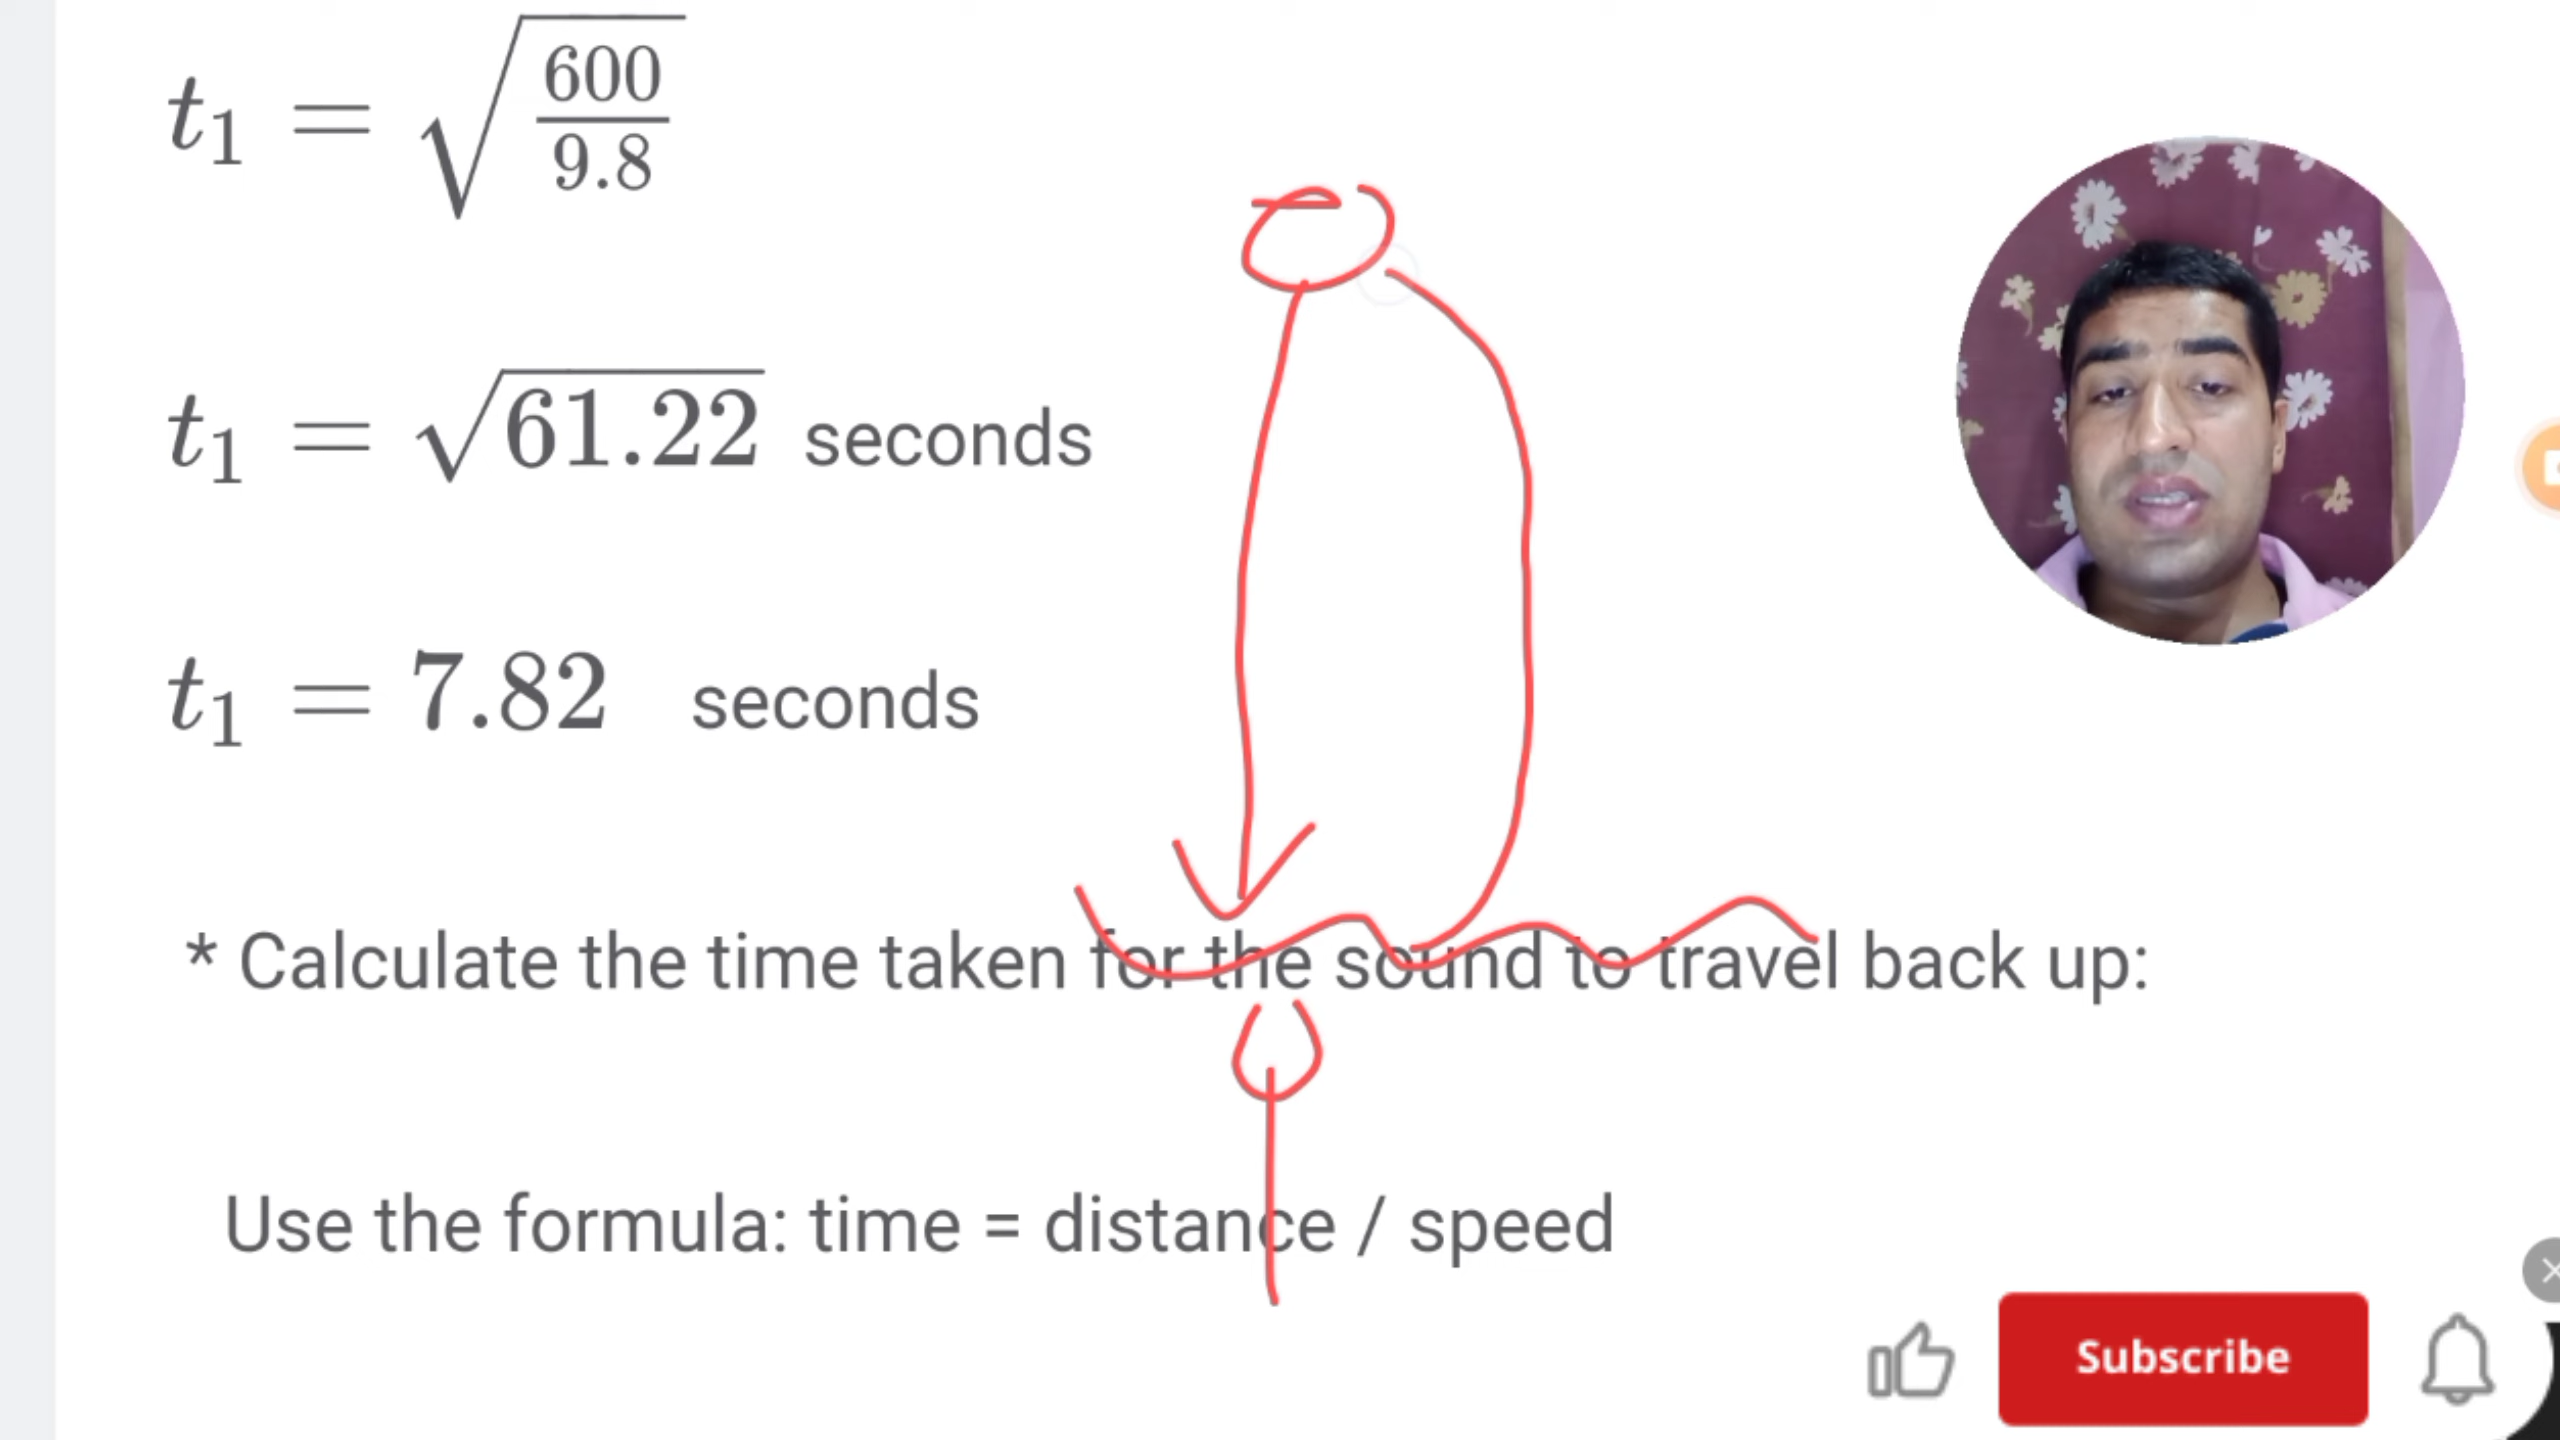 t₁ = √(600/9.8)
t₁ = √61.22 seconds
t₁ = 7.82 seconds
* Calculate the time taken for the sound to travel back up:
Use the formula: time = distance / speed
Subscribe